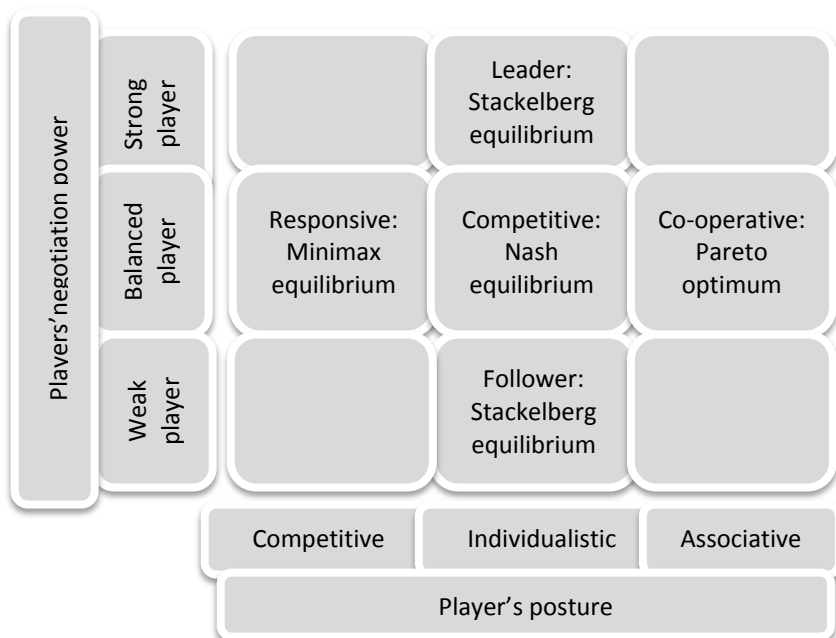 Players'negotiation power
Strong
player
Leader:
Stackelberg
equilibrium
Balanced
player
Responsive:
Minimax
equilibrium
Competitive:
Nash
equilibrium
Co-operative:
Pareto
optimum
Weak
player
Follower:
Stackelberg
equilibrium
Competitive
Individualistic
Associative
Player's posture